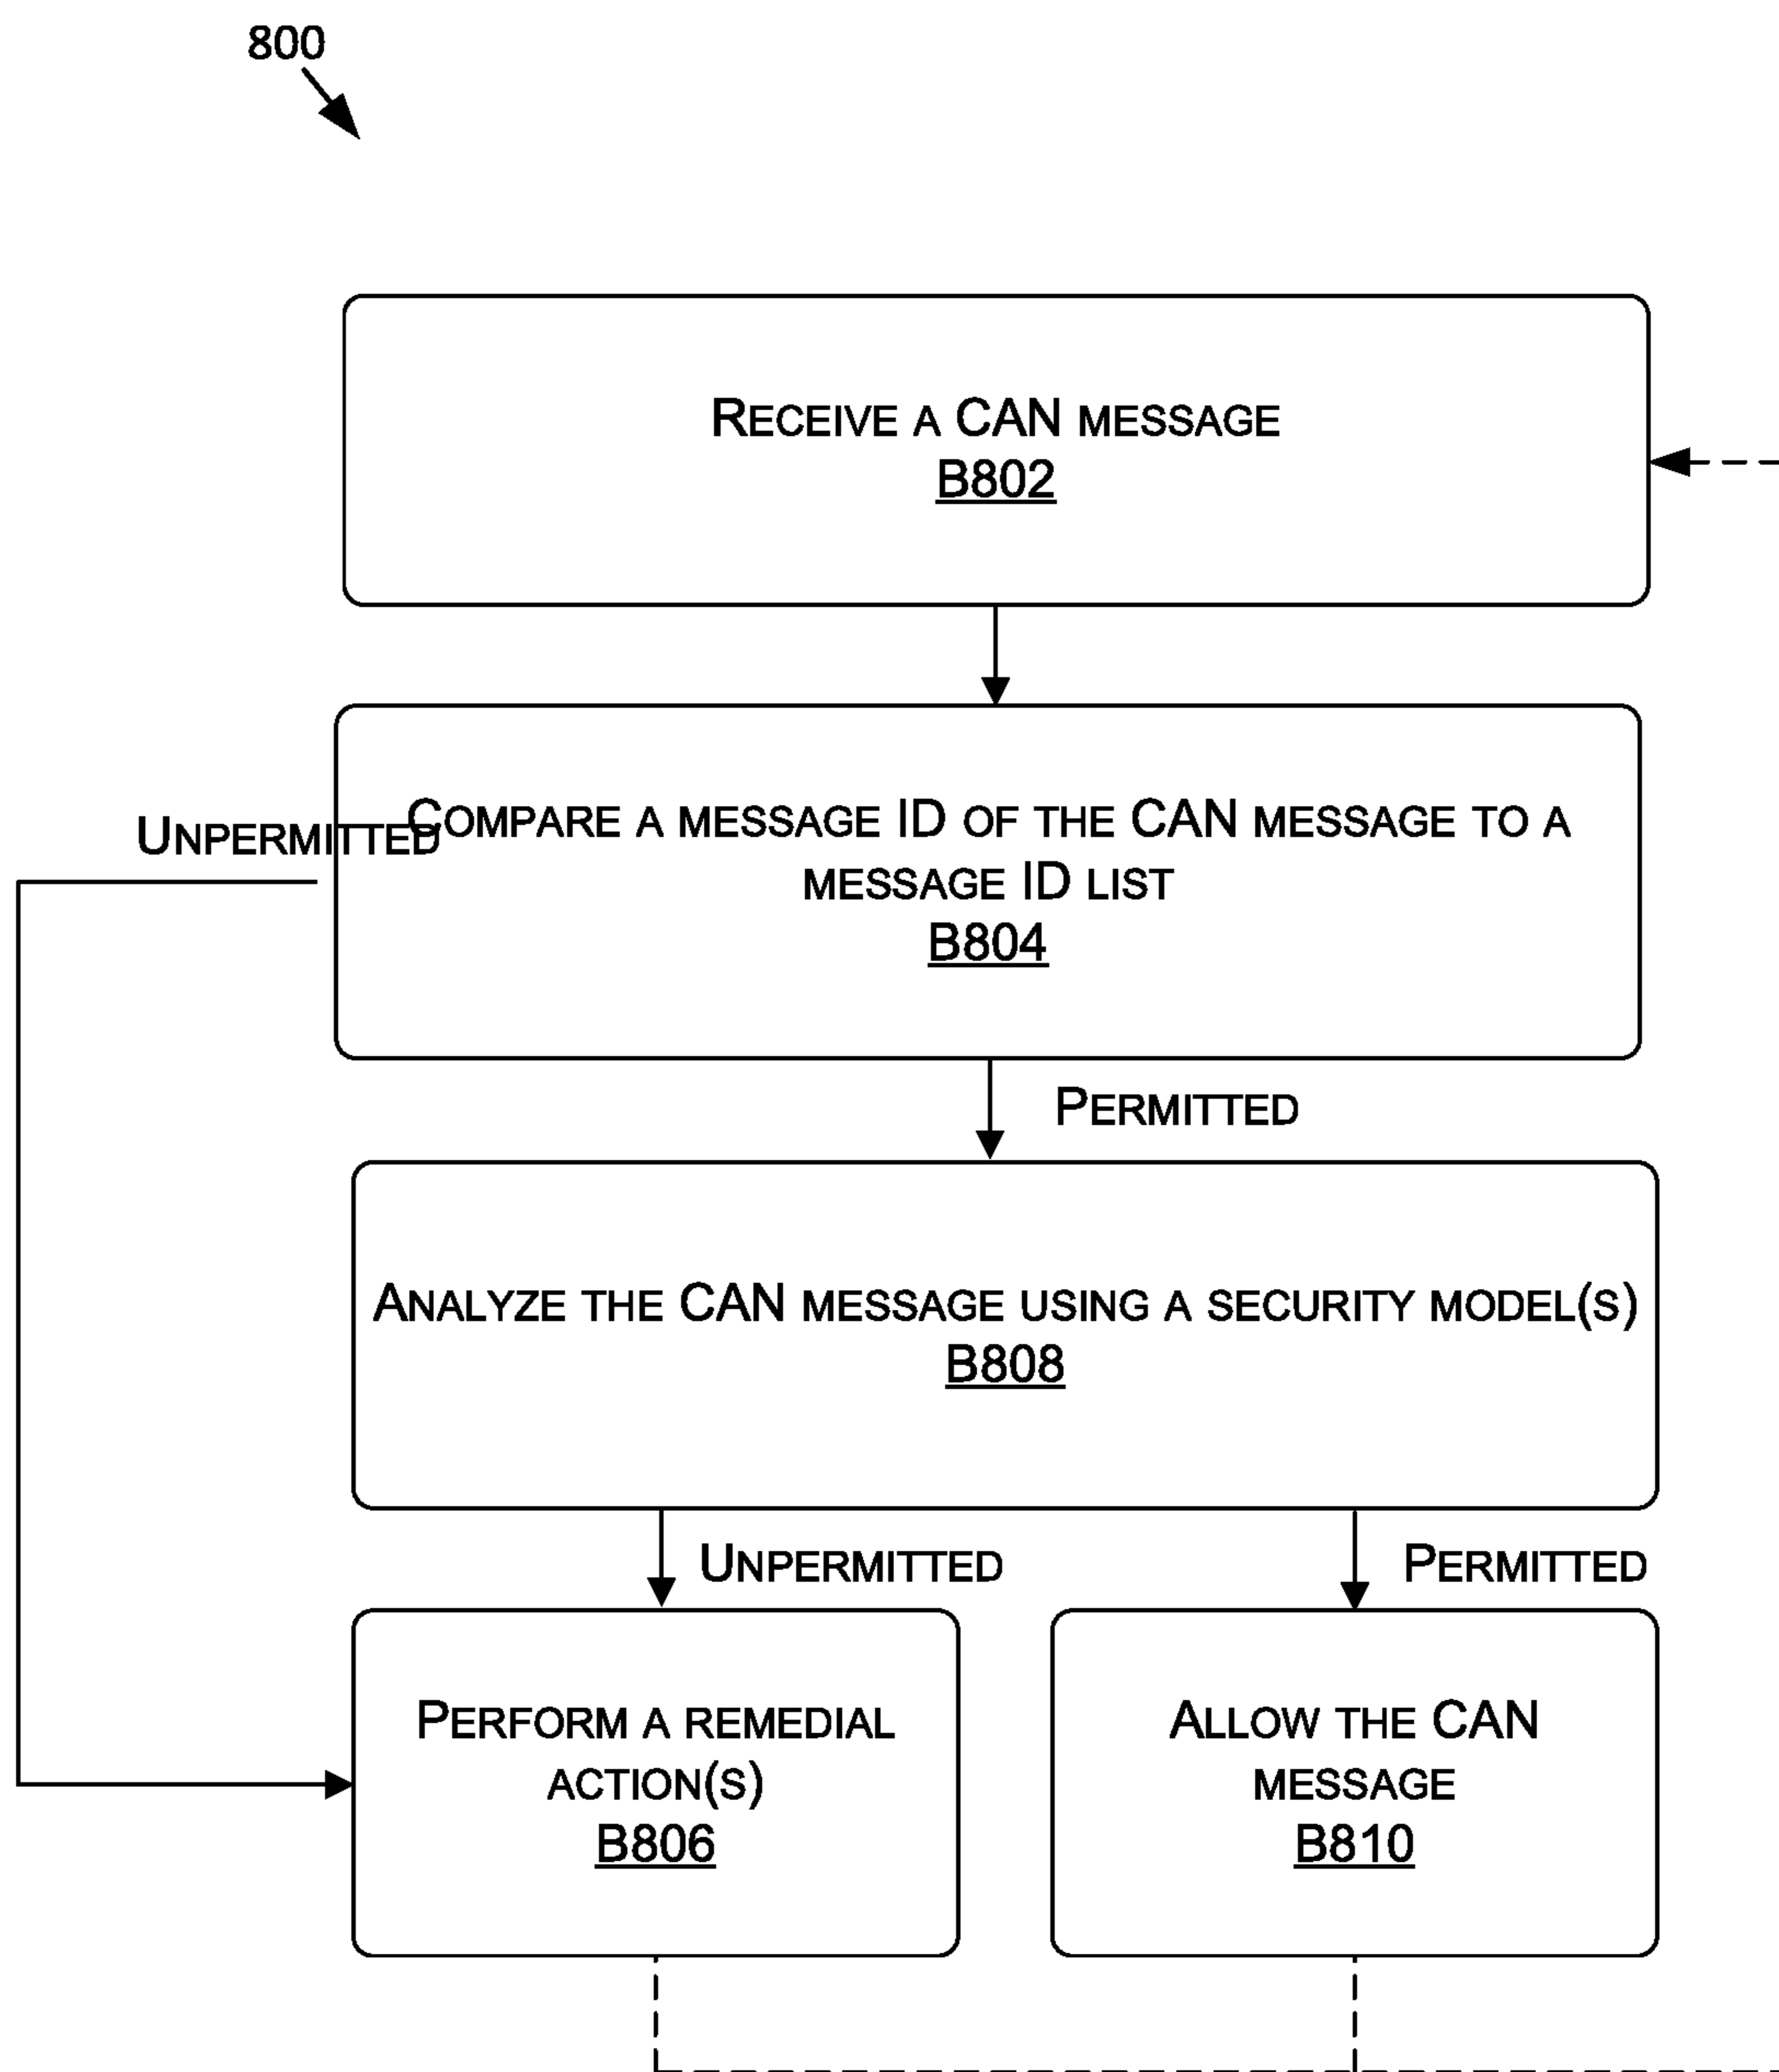 800
RECEIVE A CAN MESSAGE
B802
UNPERMITTED
COMPARE A MESSAGE ID OF THE CAN MESSAGE TO A
MESSAGE ID LIST
B804
PERMITTED
ANALYZE THE CAN MESSAGE USING A SECURITY MODEL(S)
B808
UNPERMITTED
PERMITTED
PERFORM A REMEDIAL
ACTION(S)
B806
ALLOW THE CAN
MESSAGE
B810